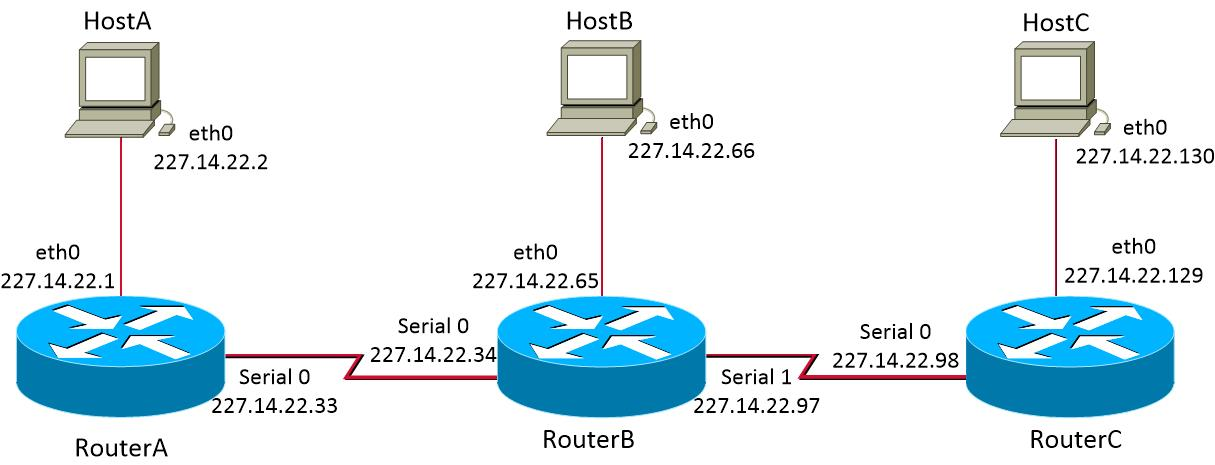 HostA
HostB
HostC
eth0
227.14.22.2
eth0
227.14.22.66
eth0
227.14.22.130
eth0
227.14.22.1
eth0
227.14.22.65
eth0
227.14.22.129
Serial 0
227.14.22.33
Serial 0
227.14.22.34
Serial 1
227.14.22.97
Serial 0
227.14.22.98
RouterA
RouterB
RouterC